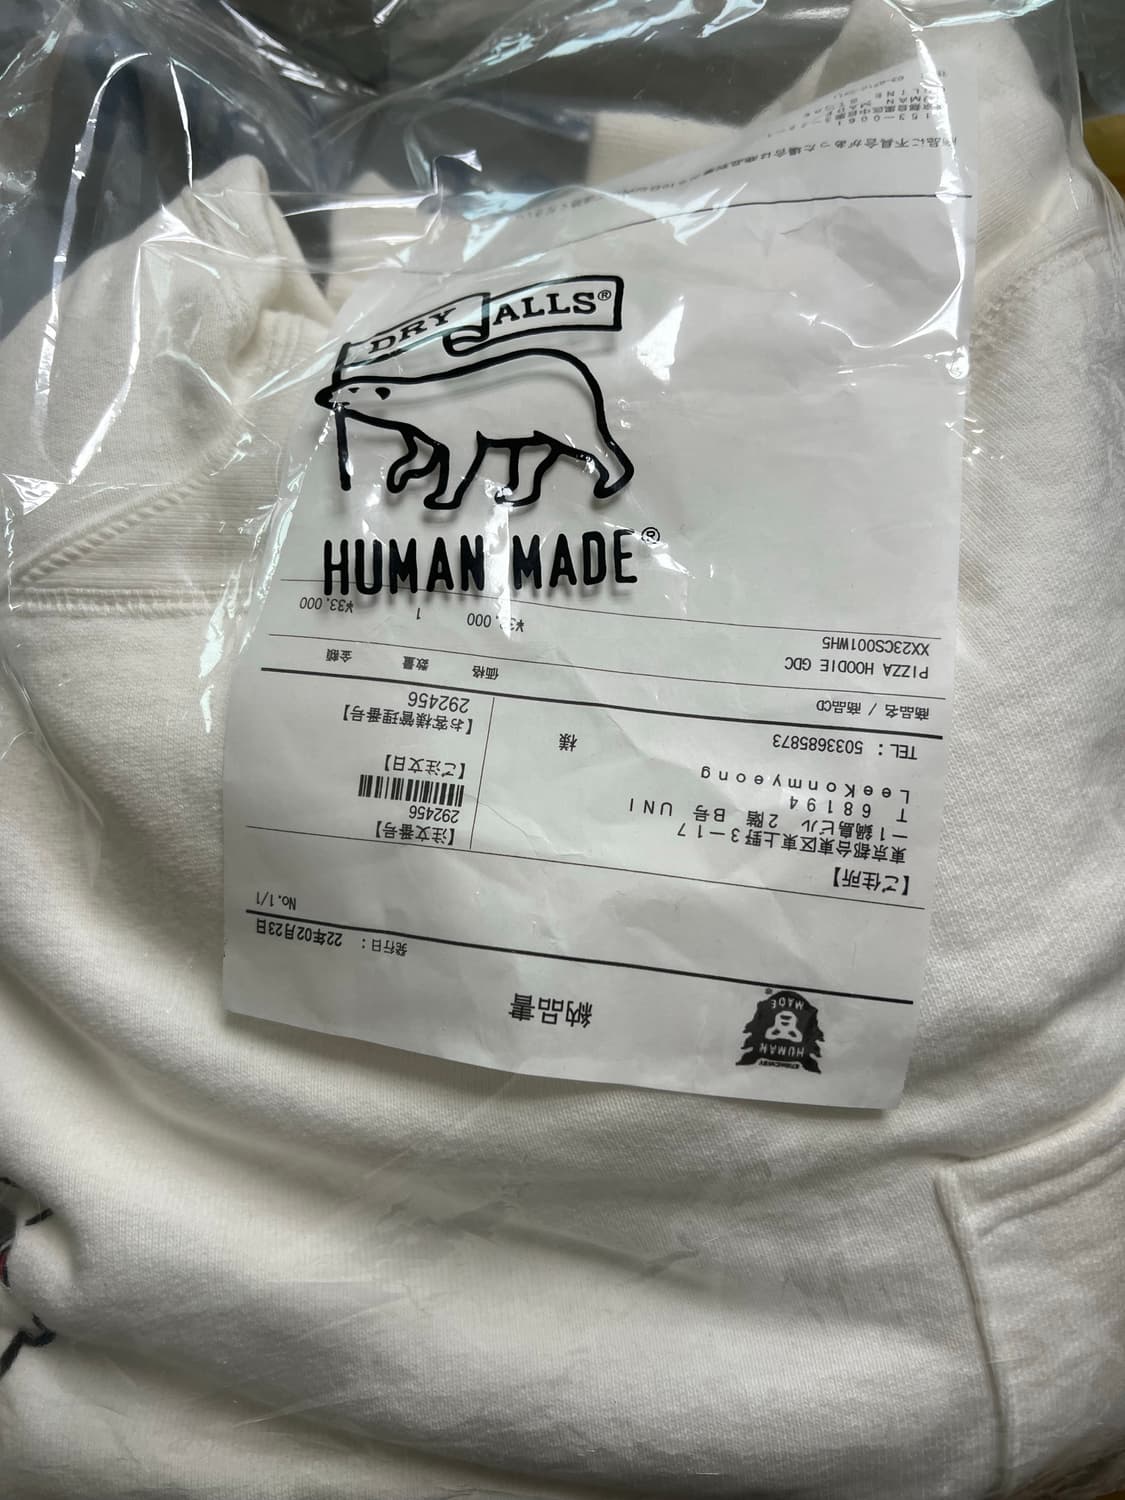 DRY ALLS®
HUMAN MADE®
HUMAN
MADE
納品書
発行日: 22年02月23日
No.1/1
【ご住所】
東京都台東区東上野3-17
-1鍋島ビル 2階 B号 UNI
T 68194
LeeKonmyeong
様
TEL: 5033685873
【注文番号】
292456
【ご注文日】
【お客様管理番号】
292456
商品名 / 商品CD 価格 数量 金額
PIZZA HOODIE GDC
XX23CS001WH5
¥33,000 1 ¥33,000